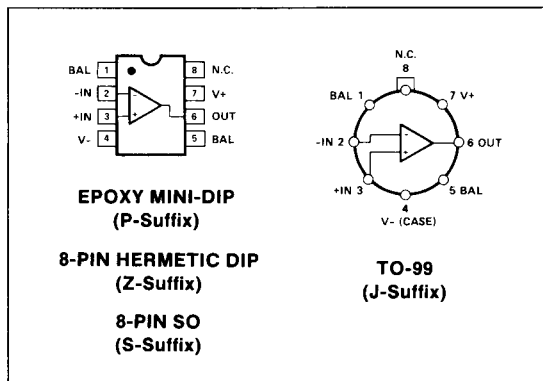 BAL 1 8 N.C.
-IN 2 7 V+
+IN 3 6 OUT
V- 4 5 BAL
- +
EPOXY MINI-DIP
(P-Suffix)
8-PIN HERMETIC DIP
(Z-Suffix)
8-PIN SO
(S-Suffix)
N.C.
8
BAL 1 7 V+
-IN 2 6 OUT
- +
+IN 3 5 BAL
4
V- (CASE)
TO-99
(J-Suffix)